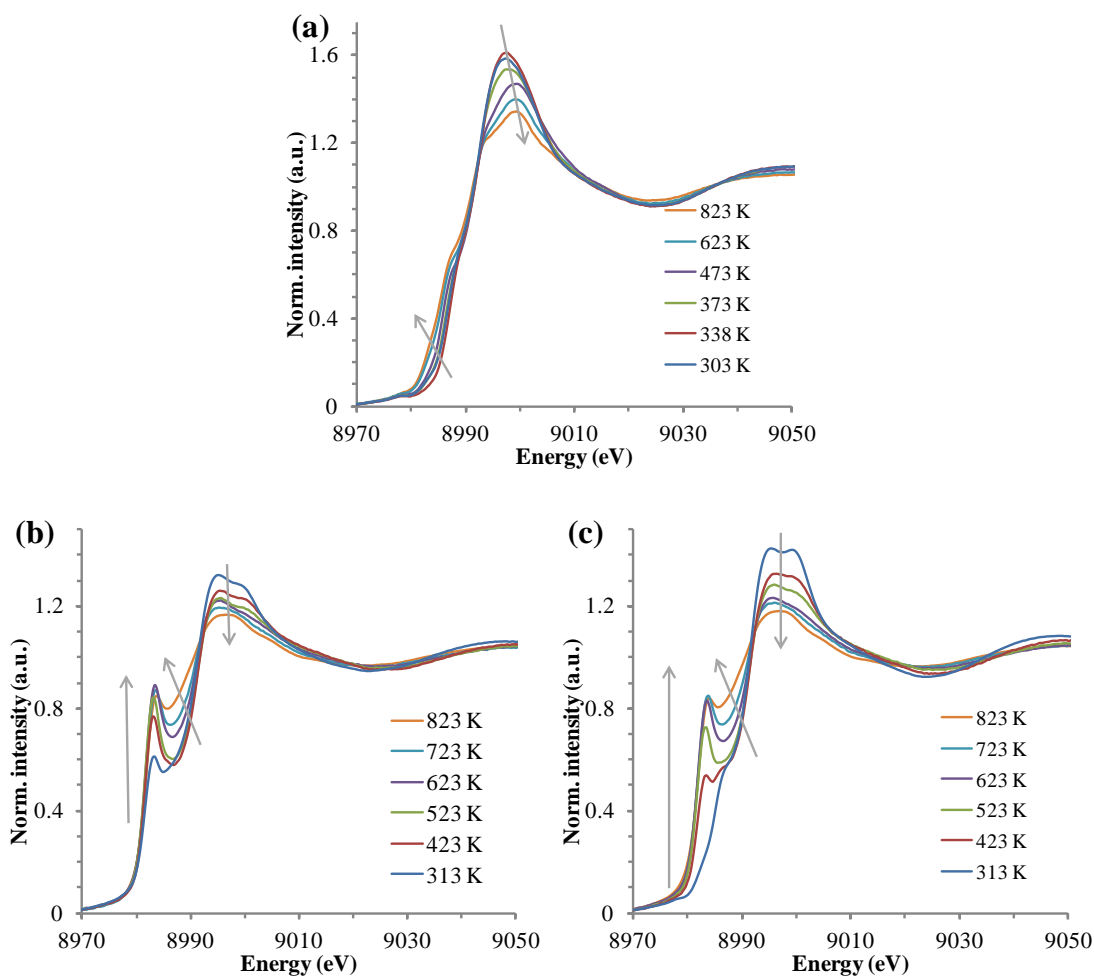 (a)
Norm. intensity (a.u.)
1.6
1.2
0.8
0.4
0
823 K
623 K
473 K
373 K
338 K
303 K
8970 8990 9010 9030 9050
Energy (eV)
(b)
Norm. intensity (a.u.)
1.2
0.8
0.4
0
823 K
723 K
623 K
523 K
423 K
313 K
8970 8990 9010 9030 9050
Energy (eV)
(c)
Norm. intensity (a.u.)
1.2
0.8
0.4
0
823 K
723 K
623 K
523 K
423 K
313 K
8970 8990 9010 9030 9050
Energy (eV)